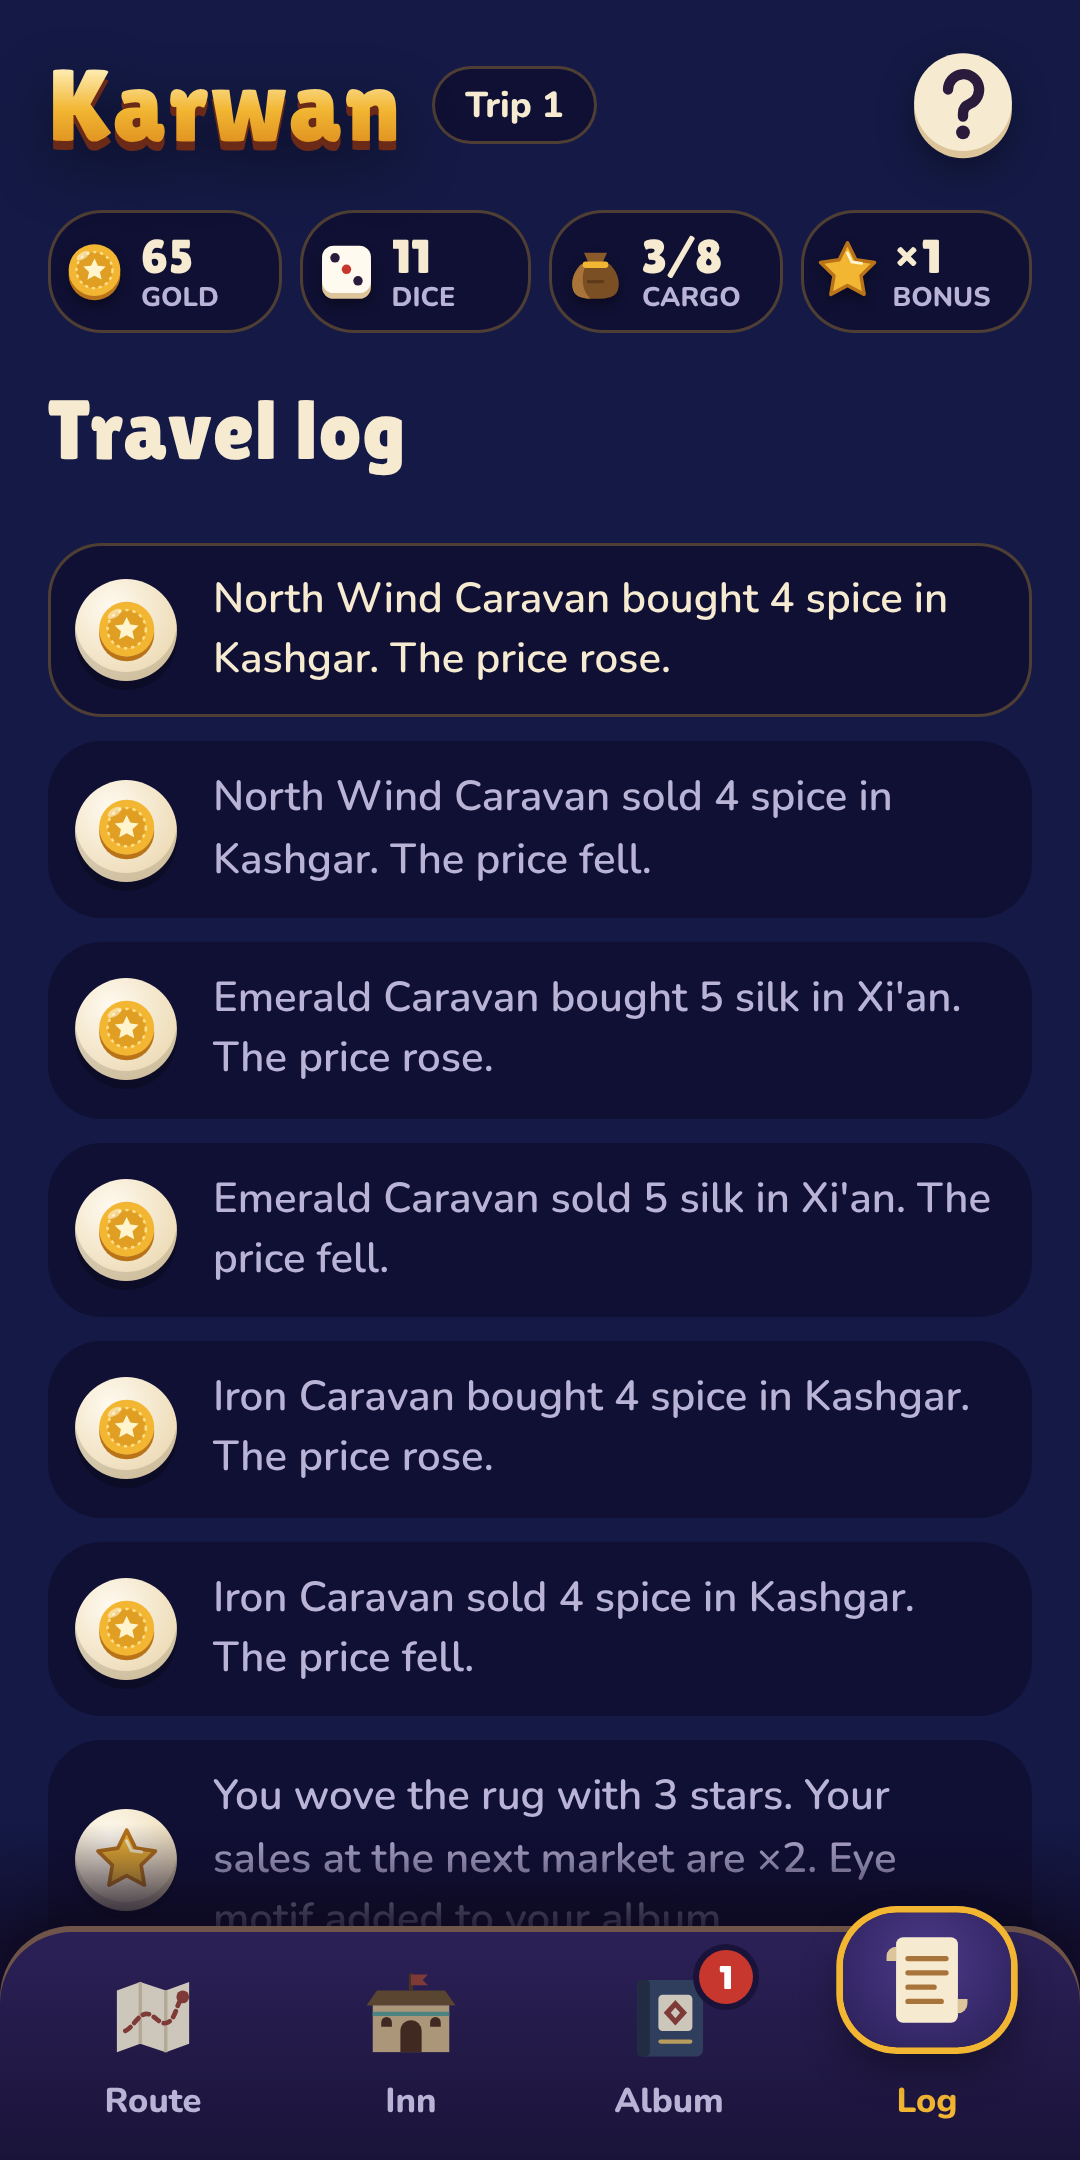 Karwan
Trip 1
?
65
GOLD
11
DICE
3/8
CARGO
×1
BONUS
Travel log
North Wind Caravan bought 4 spice in
Kashgar. The price rose.
North Wind Caravan sold 4 spice in
Kashgar. The price fell.
Emerald Caravan bought 5 silk in Xi'an.
The price rose.
Emerald Caravan sold 5 silk in Xi'an. The
price fell.
Iron Caravan bought 4 spice in Kashgar.
The price rose.
Iron Caravan sold 4 spice in Kashgar.
The price fell.
You wove the rug with 3 stars. Your
sales at the next market are ×2. Eye
motif added to your album
1
Route
Inn
Album
Log